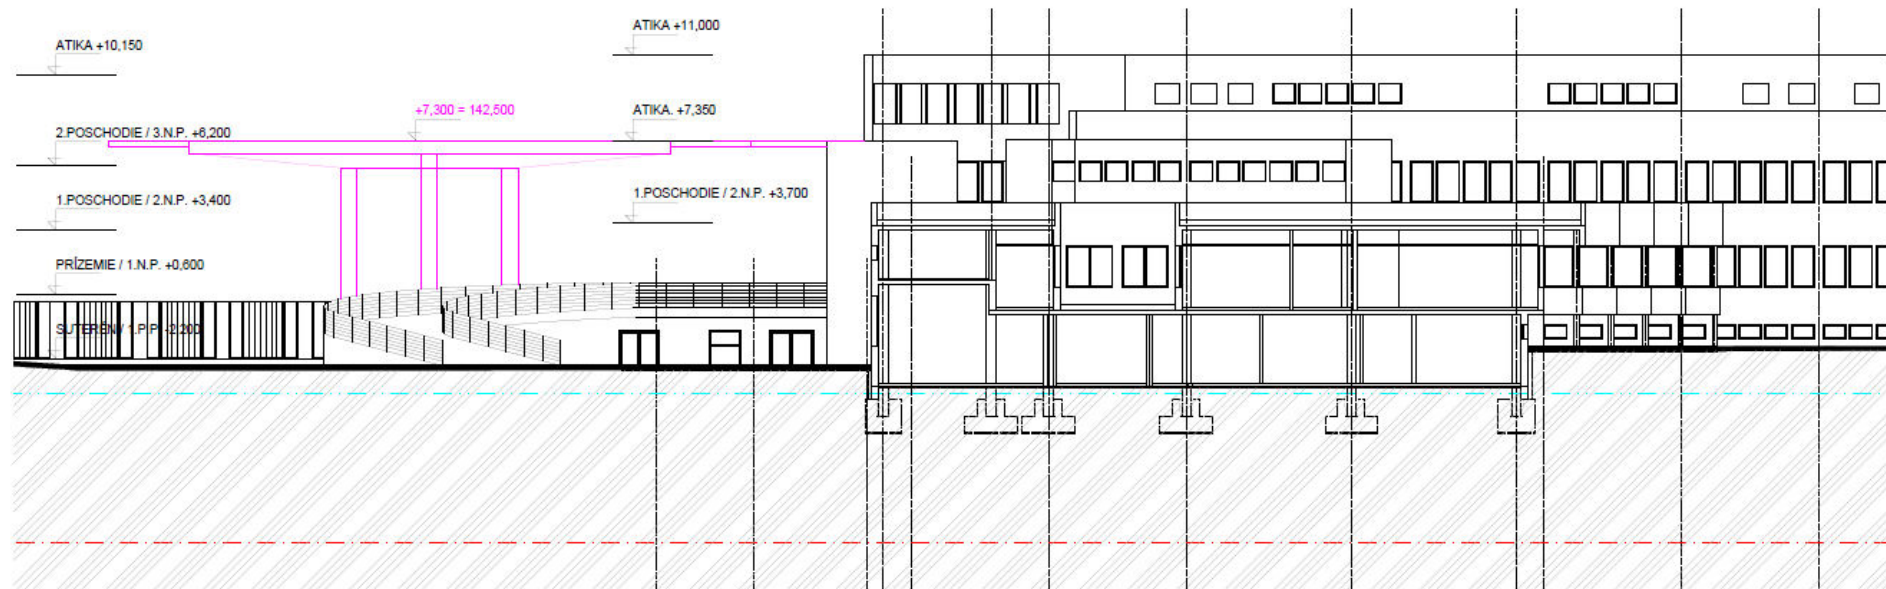 ATIKA +10,150
2.POSCHODIE / 3.N.P. +6,200
1.POSCHODIE / 2.N.P. +3,400
PRÍZEMIE / 1.N.P. +0,600
SUTERÉN / 1.P.P. -2,200
+7,300 = 142,500
ATIKA +11,000
ATIKA. +7,350
1.POSCHODIE / 2.N.P. +3,700